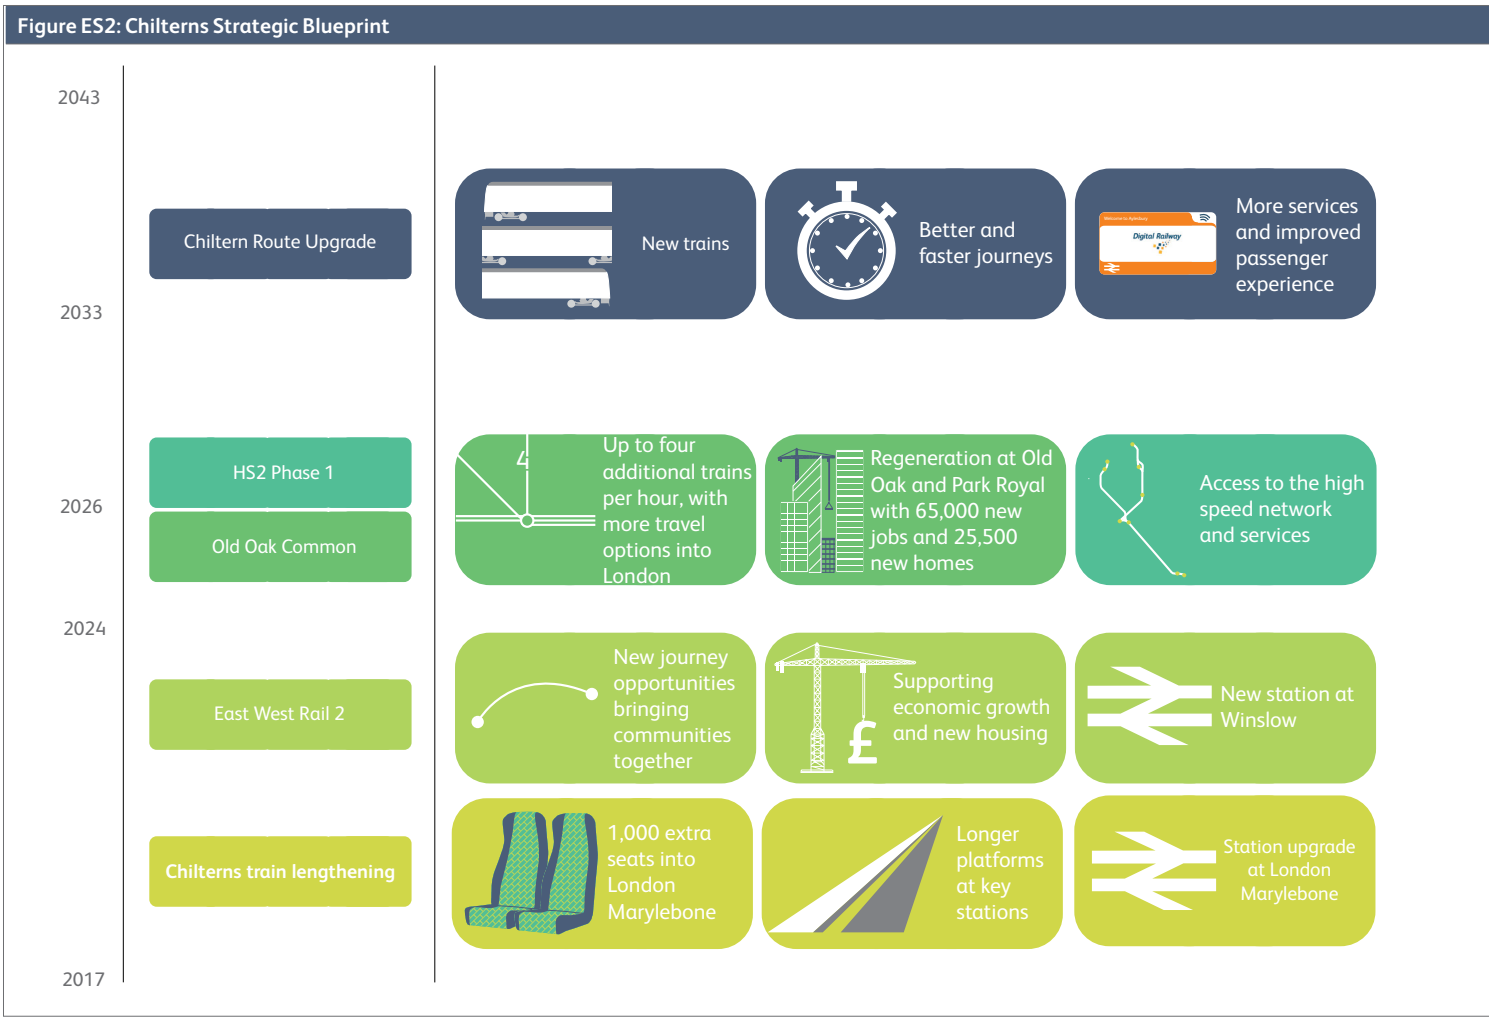 Figure ES2: Chilterns Strategic Blueprint
2043
Chiltern Route Upgrade
New trains
Better and
faster journeys
Welcome to Aylesbury
Digital Railway
More services
and improved
passenger
experience
2033
HS2 Phase 1
2026
Old Oak Common
4
Up to four
additional trains
per hour, with
more travel
options into
London
Regeneration at Old
Oak and Park Royal
with 65,000 new
jobs and 25,500
new homes
Access to the high
speed network
and services
2024
East West Rail 2
New journey
opportunities
bringing
communities
together
£
Supporting
economic growth
and new housing
New station at
Winslow
Chilterns train lengthening
1,000 extra
seats into
London
Marylebone
Longer
platforms
at key
stations
Station upgrade
at London
Marylebone
2017